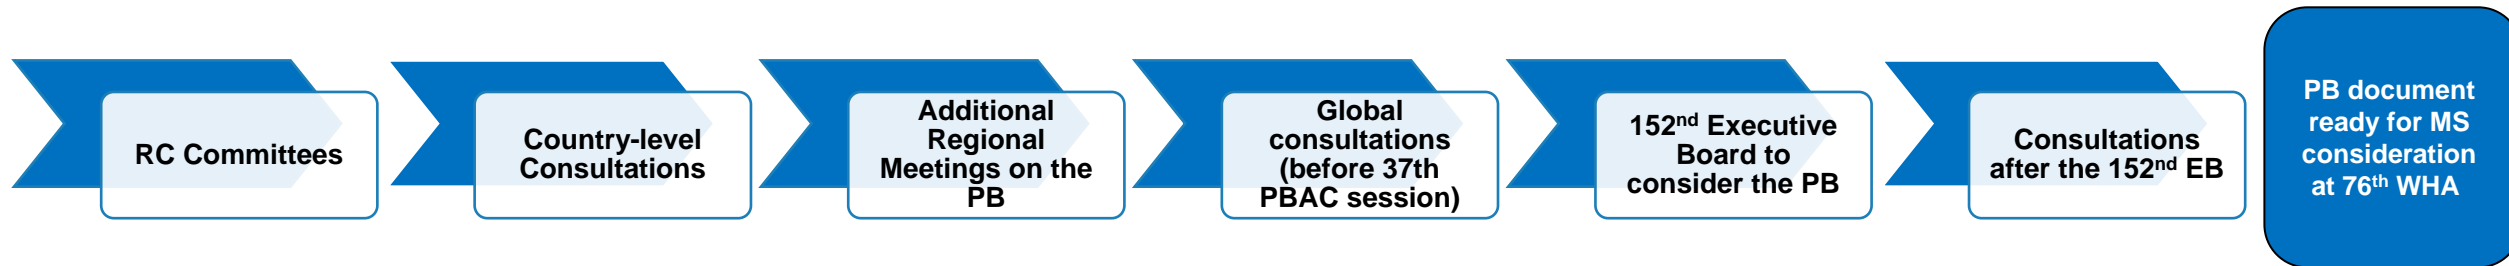 RC Committees
Country-level
Consultations
Additional
Regional
Meetings on the
PB
Global
consultations
(before 37th
PBAC session)
152nd Executive
Board to
consider the PB
Consultations
after the 152nd EB
PB document
ready for MS
consideration
at 76th WHA